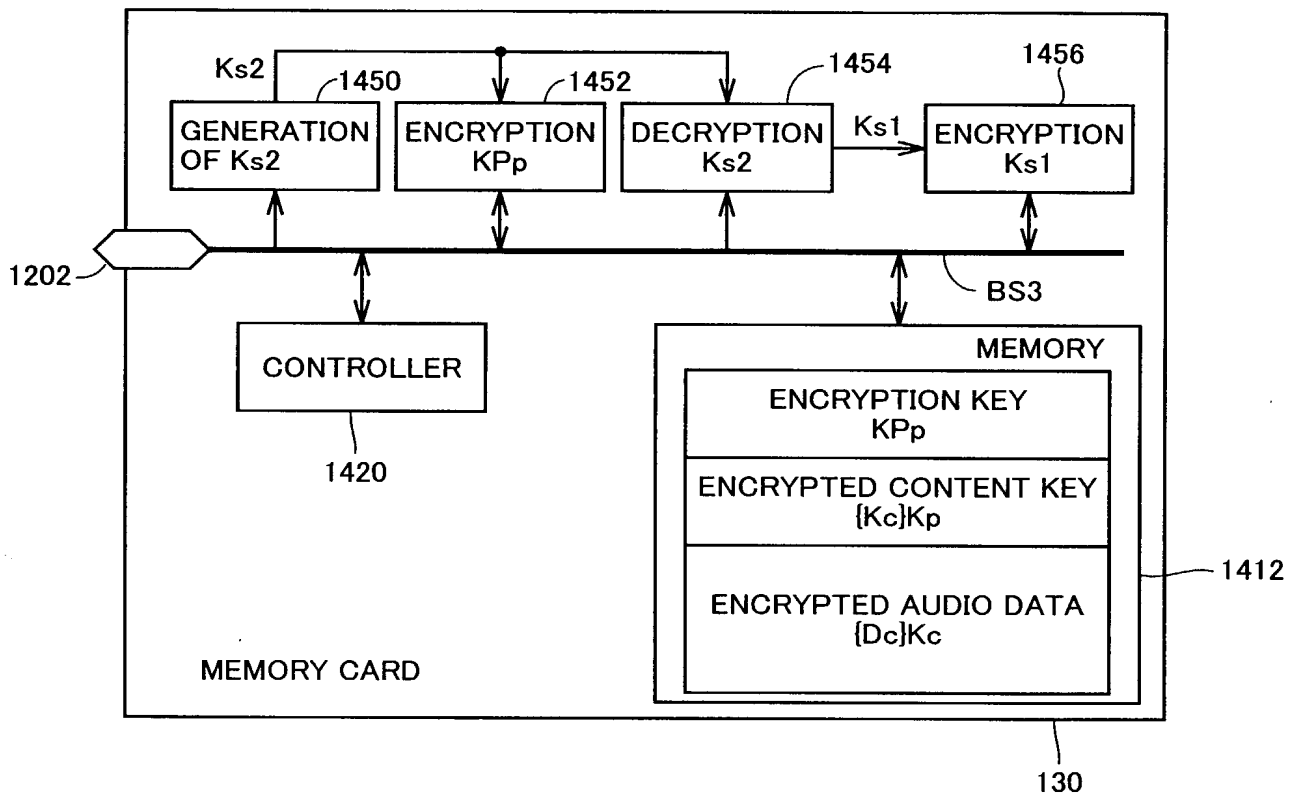 Ks2
1450
1452
1454
1456
GENERATION
OF Ks2
ENCRYPTION
KPp
DECRYPTION
Ks2
Ks1
ENCRYPTION
Ks1
1202
BS3
CONTROLLER
1420
MEMORY
ENCRYPTION KEY
KPp
ENCRYPTED CONTENT KEY
{Kc}Kp
ENCRYPTED AUDIO DATA
{Dc}Kc
1412
MEMORY CARD
130